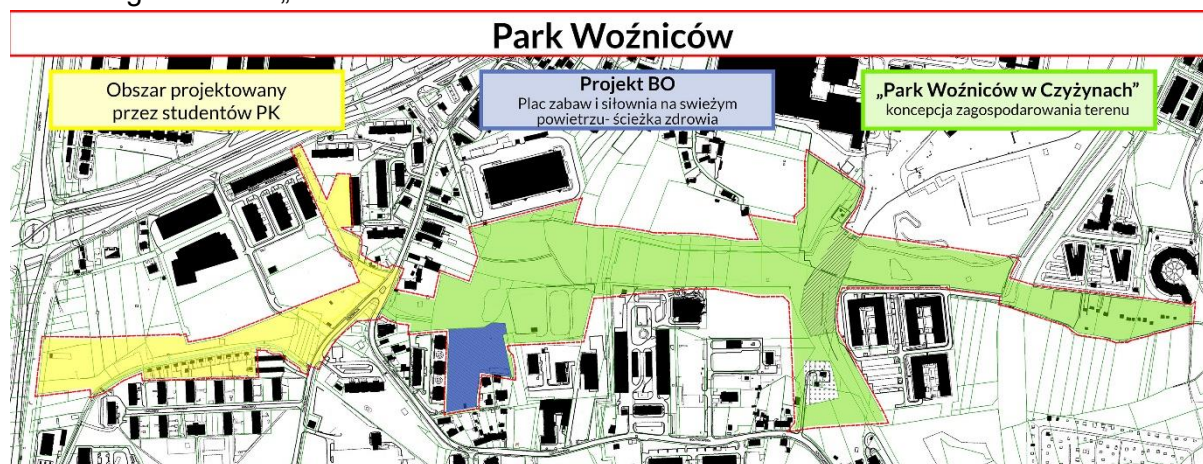 Park Woźniców
Obszar projektowany
przez studentów PK
Projekt BO
Plac zabaw i siłownia na swieżym
powietrzu- ścieżka zdrowia
„Park Woźniców w Czyżynach”
koncepcja zagospodarowania terenu